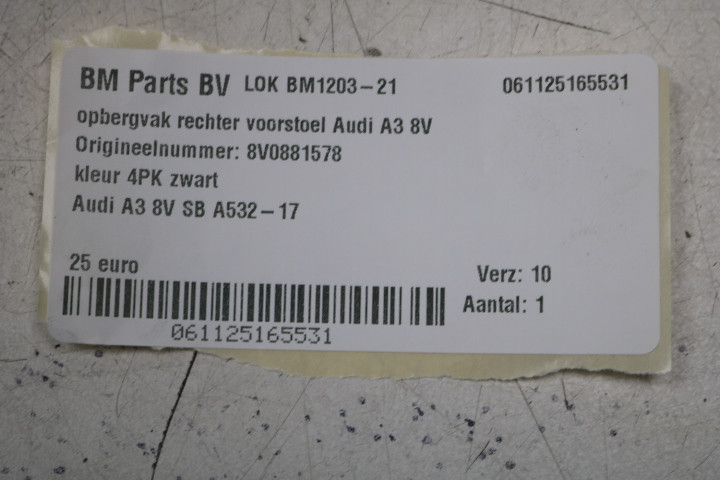 BM Parts BV LOK BM1203-21 061125165531
opbergvak rechter voorstoel Audi A3 8V
Origineelnummer: 8V0881578
kleur 4PK zwart
Audi A3 8V SB A532-17
25 euro
Verz: 10
Aantal: 1
061125165531